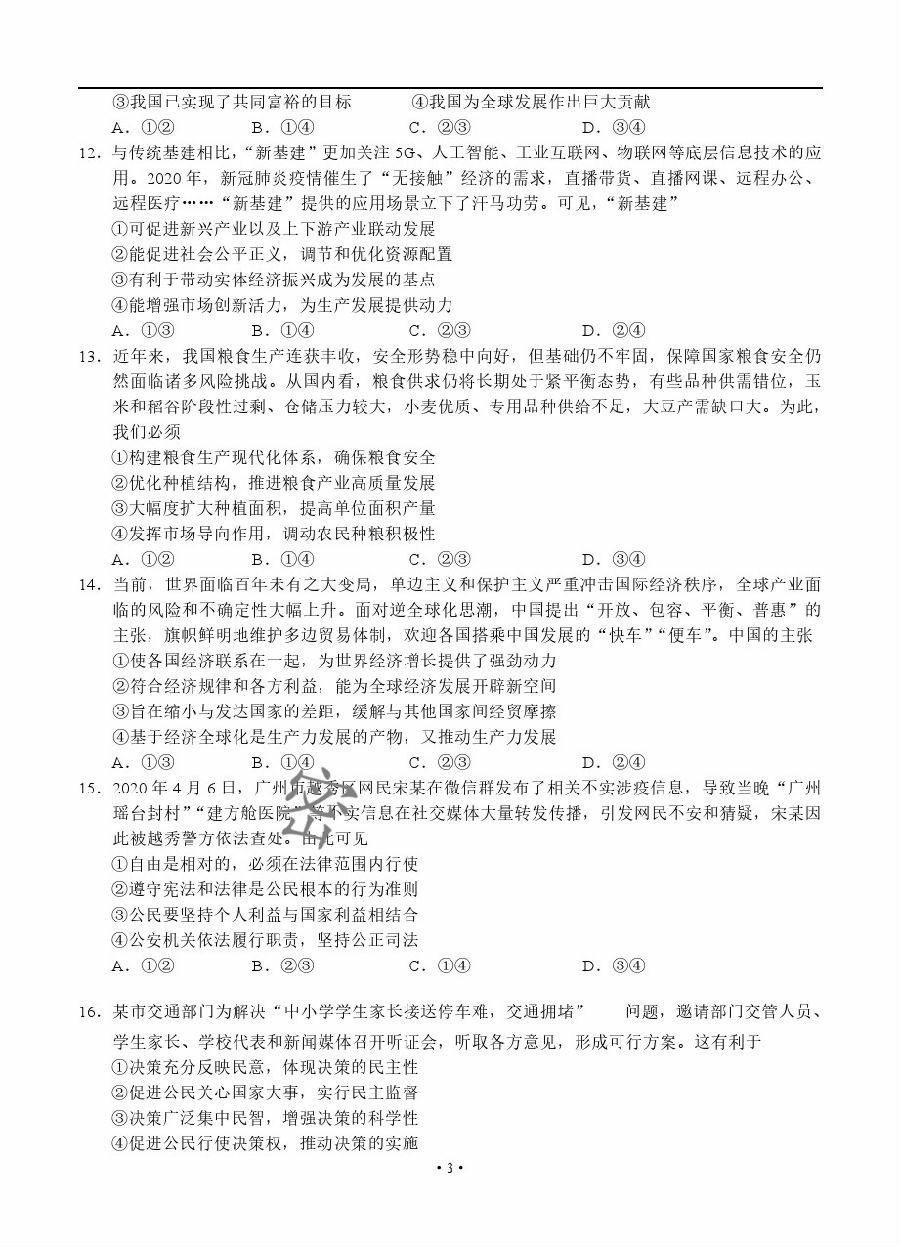 ③我国已实现了共同富裕的目标 ④我国为全球发展作出巨大贡献
A．①② B．①④ C．②③ D．③④
12．与传统基建相比，“新基建”更加关注 5G、人工智能、工业互联网、物联网等底层信息技术的应
用。2020 年，新冠肺炎疫情催生了“无接触”经济的需求，直播带货、直播网课、远程办公、
远程医疗……“新基建”提供的应用场景立下了汗马功劳。可见，“新基建”
①可促进新兴产业以及上下游产业联动发展
②能促进社会公平正义，调节和优化资源配置
③有利于带动实体经济振兴成为发展的基点
④能增强市场创新活力，为生产发展提供动力
A．①③ B．①④ C．②③ D．②④
13．近年来，我国粮食生产连获丰收，安全形势稳中向好，但基础仍不牢固，保障国家粮食安全仍
然面临诸多风险挑战。从国内看，粮食供求仍将长期处于紧平衡态势，有些品种供需错位，玉
米和稻谷阶段性过剩、仓储压力较大，小麦优质、专用品种供给不足，大豆产需缺口大。为此，
我们必须
①构建粮食生产现代化体系，确保粮食安全
②优化种植结构，推进粮食产业高质量发展
③大幅度扩大种植面积，提高单位面积产量
④发挥市场导向作用，调动农民种粮积极性
A．①② B．①④ C．②③ D．③④
14．当前，世界面临百年未有之大变局，单边主义和保护主义严重冲击国际经济秩序，全球产业面
临的风险和不确定性大幅上升。面对逆全球化思潮，中国提出“开放、包容、平衡、普惠”的
主张，旗帜鲜明地维护多边贸易体制，欢迎各国搭乘中国发展的“快车”“便车”。中国的主张
①使各国经济联系在一起，为世界经济增长提供了强劲动力
②符合经济规律和各方利益，能为全球经济发展开辟新空间
③旨在缩小与发达国家的差距，缓解与其他国家间经贸摩擦
④基于经济全球化是生产力发展的产物，又推动生产力发展
A．①③ B．①④ C．②③ D．②④
15．2020 年 4 月 6 日，广州市越秀区网民宋某在微信群发布了相关不实涉疫信息，导致当晚“广州
瑶台封村”“建方舱医院”等不实信息在社交媒体大量转发传播，引发网民不安和猜疑，宋某因
此被越秀警方依法查处。由此可见
①自由是相对的，必须在法律范围内行使
②遵守宪法和法律是公民根本的行为准则
③公民要坚持个人利益与国家利益相结合
④公安机关依法履行职责，坚持公正司法
A．①② B．②③ C．①④ D．③④
16．某市交通部门为解决“中小学学生家长接送停车难，交通拥堵” 问题，邀请部门交管人员、
学生家长、学校代表和新闻媒体召开听证会，听取各方意见，形成可行方案。这有利于
①决策充分反映民意，体现决策的民主性
②促进公民关心国家大事，实行民主监督
③决策广泛集中民智，增强决策的科学性
④促进公民行使决策权，推动决策的实施
• 3 •
密